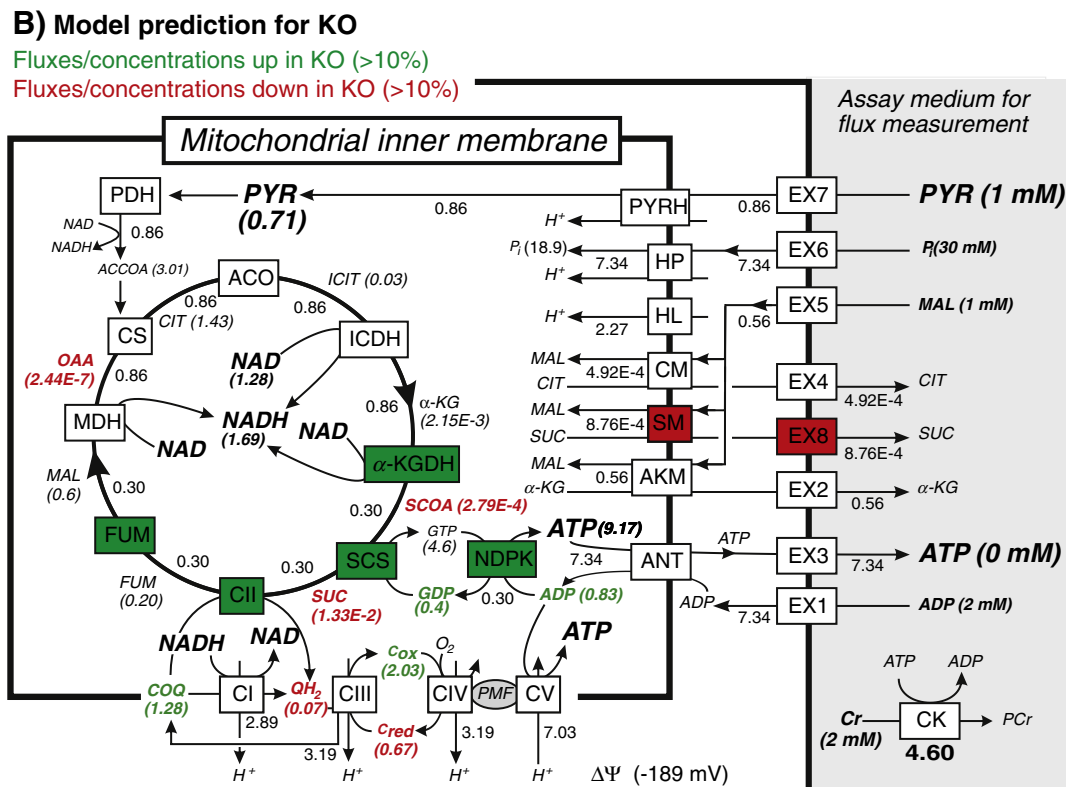 B) Model prediction for KO
Fluxes/concentrations up in KO (>10%)
Fluxes/concentrations down in KO (>10%)
Assay medium for
flux measurement
Mitochondrial inner membrane
PDH
PYR
(0.71)
0.86
PYRH
0.86
EX7
PYR (1 mM)
NAD
NADH
0.86
H+
Pi (18.9)
7.34
HP
7.34
EX6
Pi(30 mM)
H+
ACCOA (3.01)
ACO
ICIT (0.03)
0.86
0.86
CIT (1.43)
CS
ICDH
H+
2.27
HL
EX5
0.56
MAL (1 mM)
OAA
(2.44E-7)
0.86
NAD
(1.28)
MAL
4.92E-4
CIT
CM
EX4
CIT
4.92E-4
MDH
NADH
(1.69)
NAD
NAD
0.86
α-KG
(2.15E-3)
MAL
8.76E-4
SUC
SM
EX8
SUC
8.76E-4
α-KGDH
MAL
0.56
α-KG
AKM
EX2
α-KG
0.56
MAL
(0.6)
0.30
0.30
SCOA (2.79E-4)
FUM
GTP
(4.6)
ATP(9.17)
7.34
ANT
ATP
EX3
7.34
ATP (0 mM)
SCS
NDPK
0.30
0.30
FUM
(0.20)
CII
SUC
(1.33E-2)
GDP
(0.4)
0.30
ADP (0.83)
ADP
7.34
EX1
ADP (2 mM)
NADH
NAD
Cox
(2.03)
O2
ATP
COQ
(1.28)
CI
QH2
(0.07)
CIII
CIV
PMF
CV
2.89
Cred
(0.67)
3.19
7.03
3.19
H+
H+
H+
H+
ΔΨ (-189 mV)
ATP
ADP
Cr
(2 mM)
CK
PCr
4.60